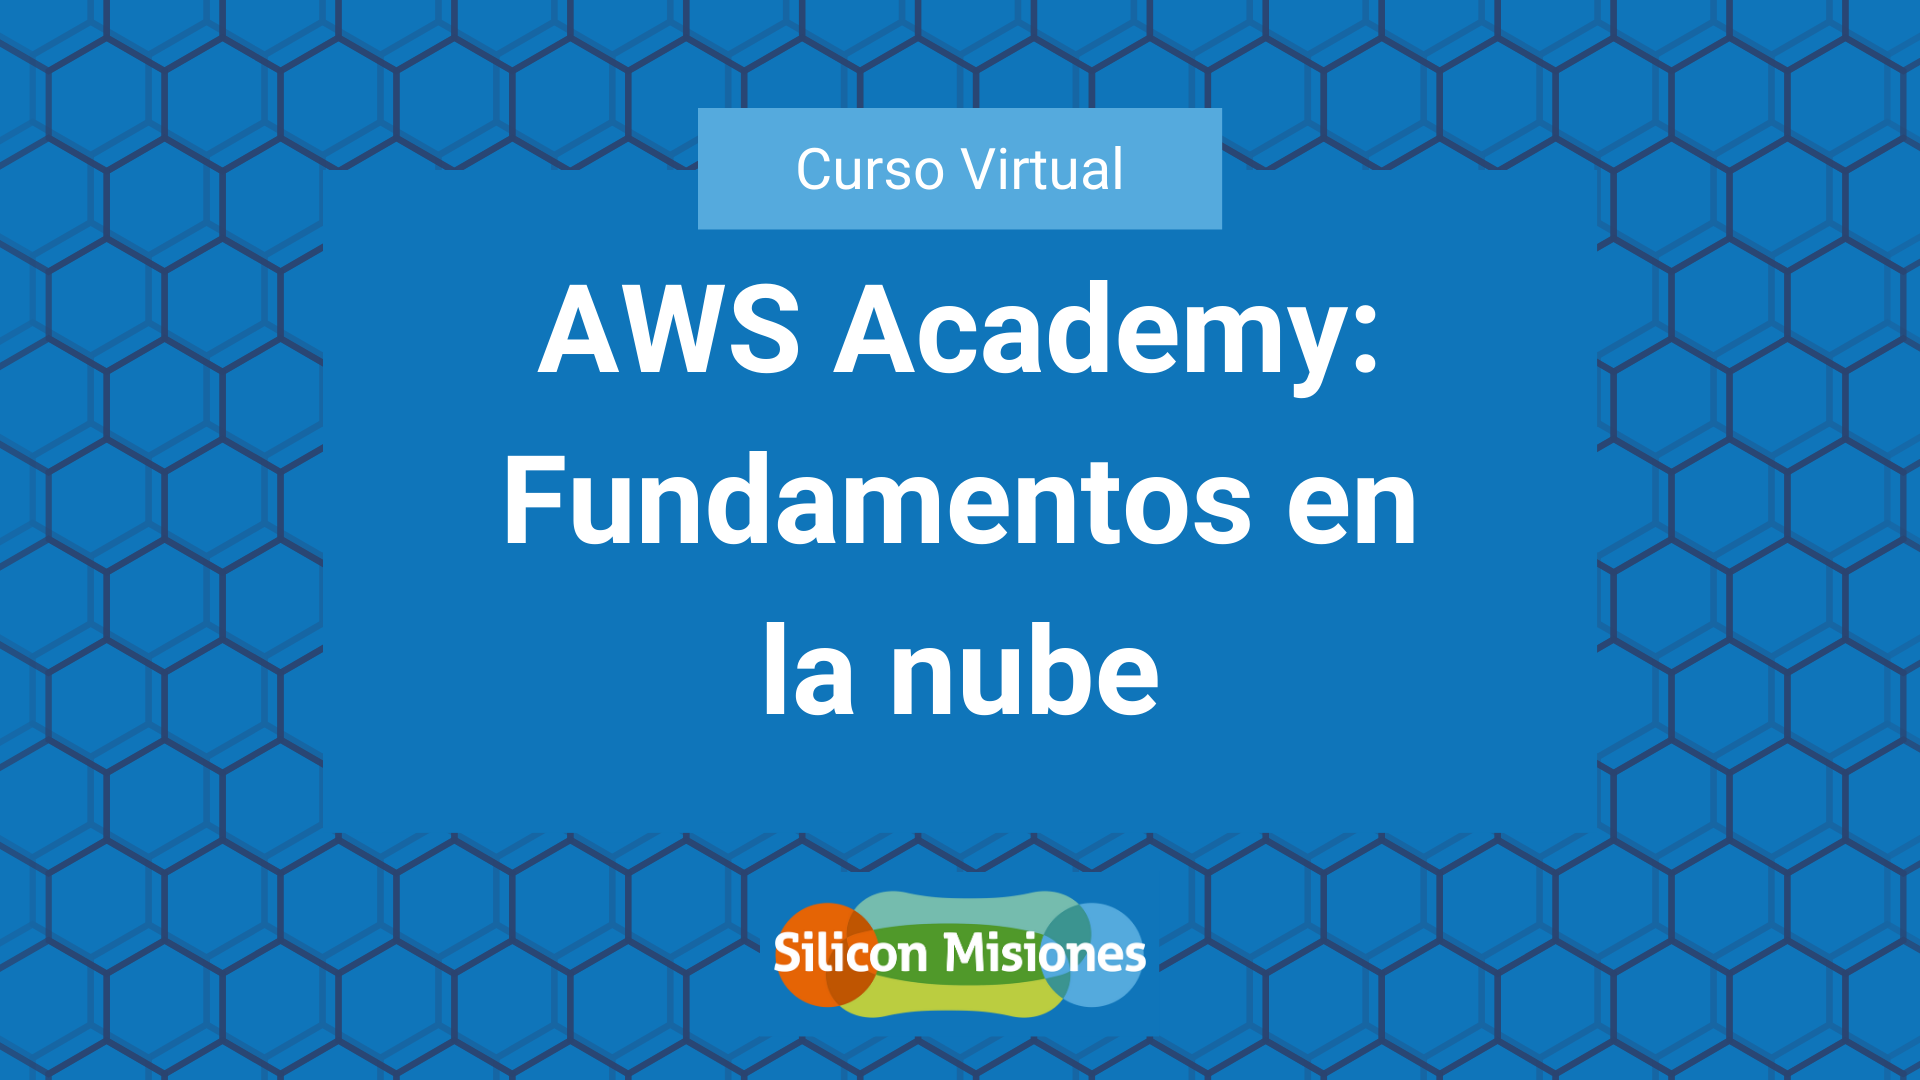 Curso Virtual
AWS Academy:
Fundamentos en
la nube
Silicon Misiones